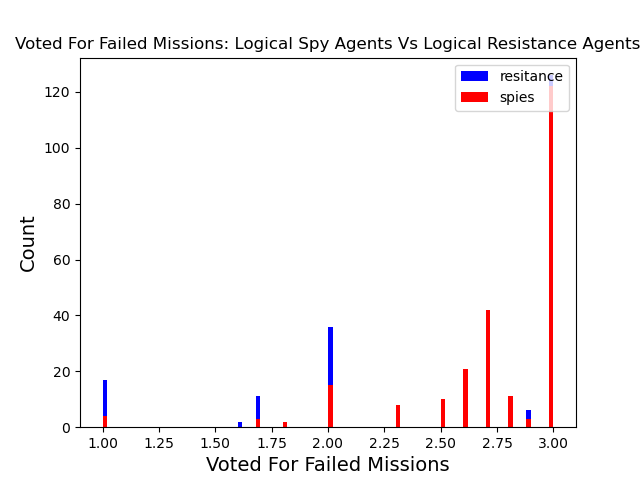 Voted For Failed Missions: Logical Spy Agents Vs Logical Resistance Agents
resitance
spies
120
100
80
60
40
20
0
Count
1.00 1.25 1.50 1.75 2.00 2.25 2.50 2.75 3.00
Voted For Failed Missions